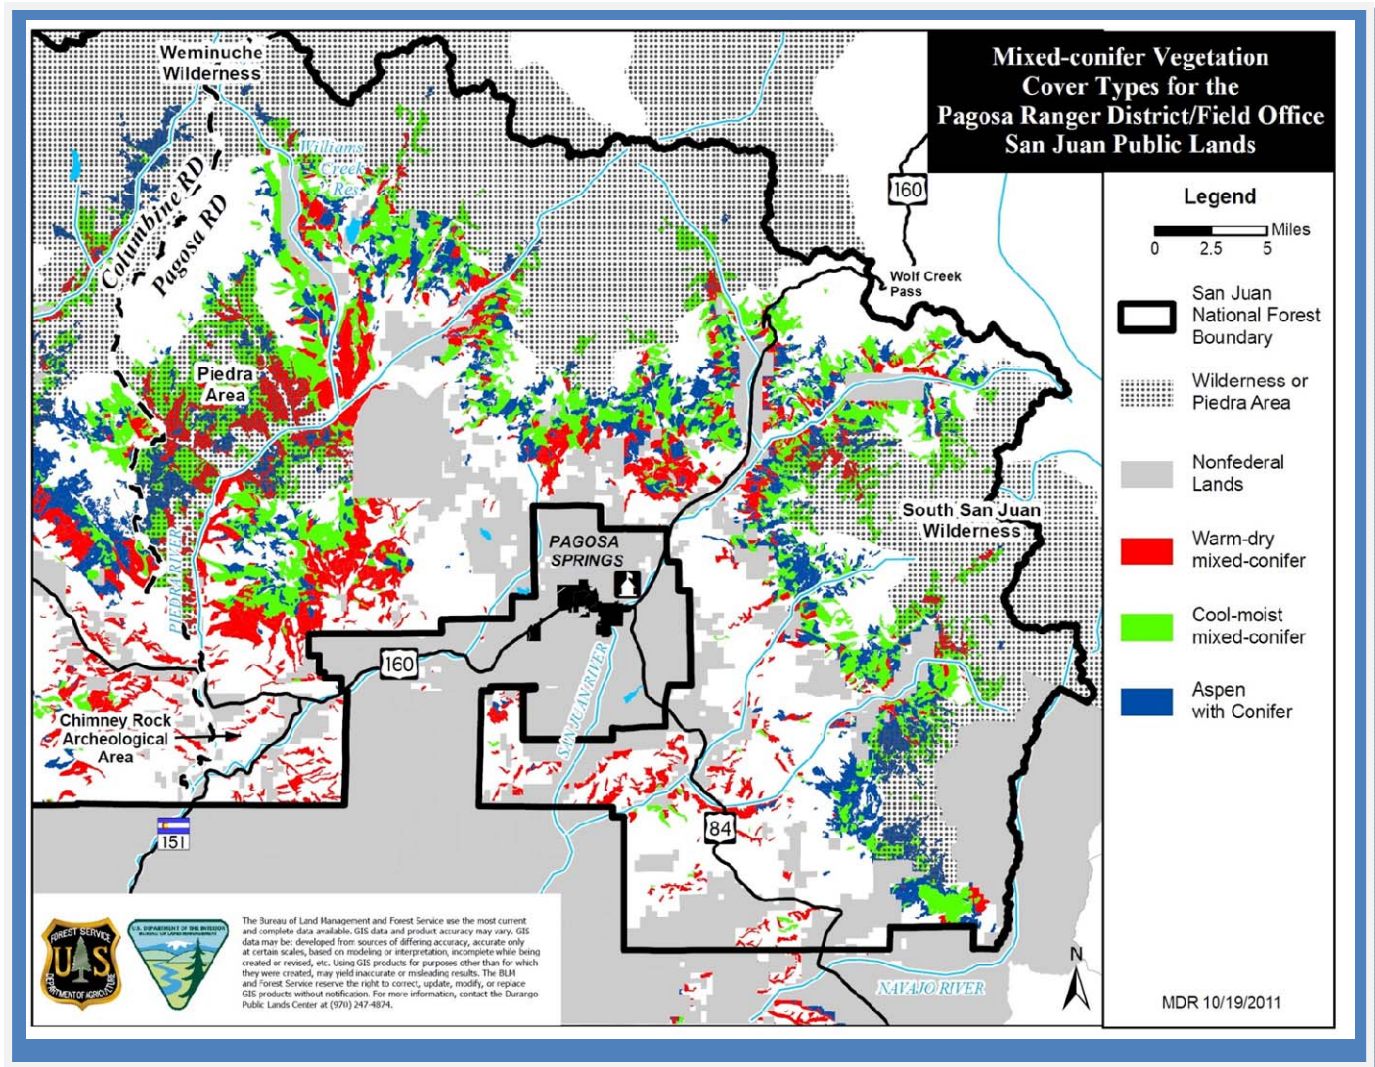 Mixed-conifer Vegetation
Cover Types for the
Pagosa Ranger District/Field Office
San Juan Public Lands
Legend
Miles
0 2.5 5
San Juan
National Forest
Boundary
Wilderness or
Piedra Area
Nonfederal
Lands
Warm-dry
mixed-conifer
Cool-moist
mixed-conifer
Aspen
with Conifer
N
MDR 10/19/2011
Weminuche
Wilderness
Williams
Creek
Res.
Columbine RD
Pagosa RD
160
Wolf Creek
Pass
Piedra
Area
South San Juan
Wilderness
PAGOSA
SPRINGS
PIEDRA RIVER
160
SAN JUAN RIVER
Chimney Rock
Archeological
Area
151
84
NAVAJO RIVER
FOREST SERVICE
U S
DEPARTMENT OF AGRICULTURE
U.S. DEPARTMENT OF THE INTERIOR
BUREAU OF LAND MANAGEMENT
The Bureau of Land Management and Forest Service use the most current
and complete data available. GIS data and product accuracy may vary. GIS
data may be: developed from sources of differing accuracy, accurate only
at certain scales, based on modeling or interpretation, incomplete while being
created or revised, etc. Using GIS products for purposes other than for which
they were created, may yield inaccurate or misleading results. The BLM
and Forest Service reserve the right to correct, update, modify, or replace
GIS products without notification. For more information, contact the Durango
Public Lands Center at (970) 247-4874.